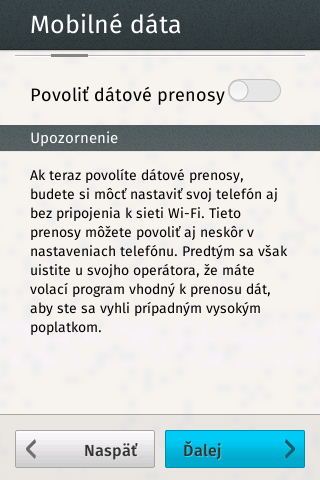 Mobilné dáta
Povoliť dátové prenosy
Upozornenie
Ak teraz povolíte dátové prenosy,
budete si môcť nastaviť svoj telefón aj
bez pripojenia k sieti Wi-Fi. Tieto
prenosy môžete povoliť aj neskôr v
nastaveniach telefónu. Predtým sa však
uistite u svojho operátora, že máte
volací program vhodný k prenosu dát,
aby ste sa vyhli prípadným vysokým
poplatkom.
Naspäť
Ďalej